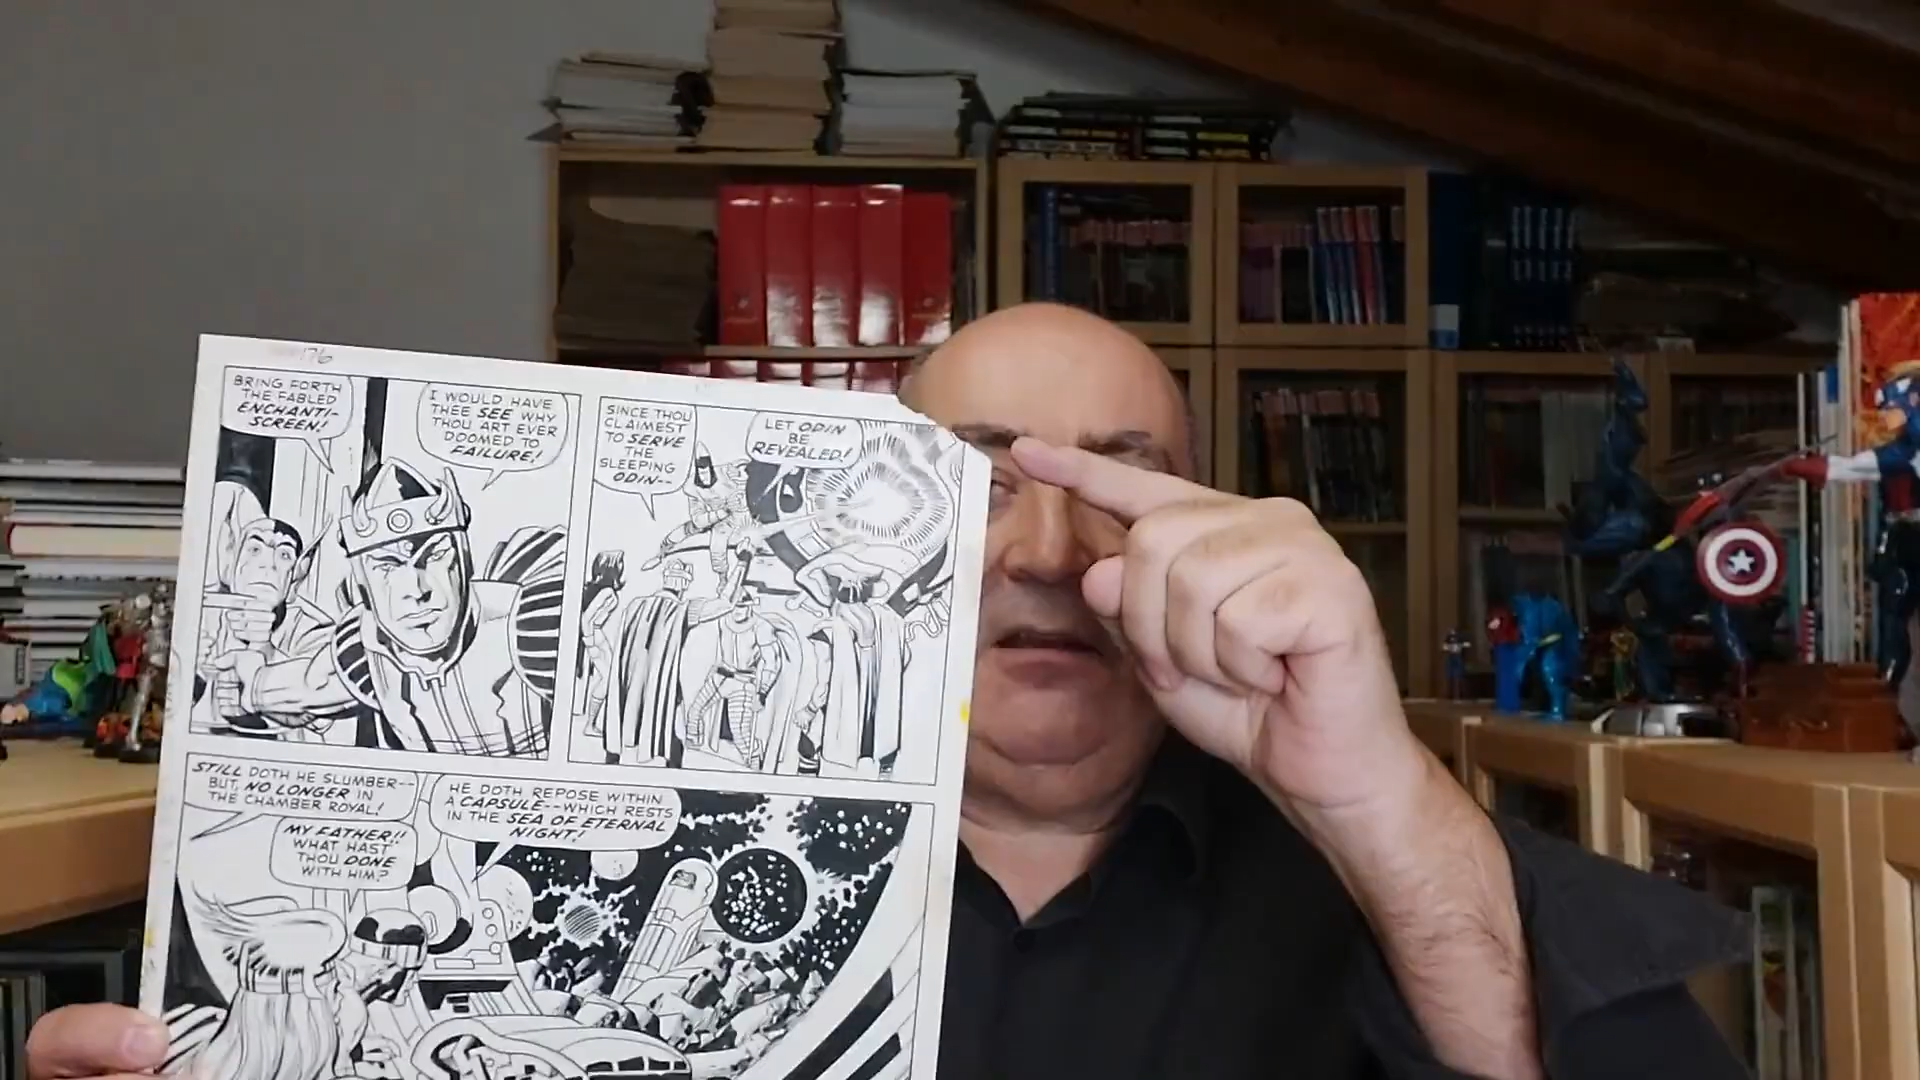 176
BRING FORTH
THE FABLED
ENCHANTI-
SCREEN!
I WOULD HAVE
THEE SEE WHY
THOU ART EVER
DOOMED TO
FAILURE!
SINCE THOU
CLAIMEST
TO SERVE
THE
SLEEPING
ODIN--
LET ODIN
BE
REVEALED!
STILL DOTH HE SLUMBER--
BUT, NO LONGER IN
THE CHAMBER ROYAL!
HE DOTH REPOSE WITHIN
A CAPSULE--WHICH RESTS
IN THE SEA OF ETERNAL
NIGHT!
MY FATHER!!
WHAT HAST
THOU DONE
WITH HIM?